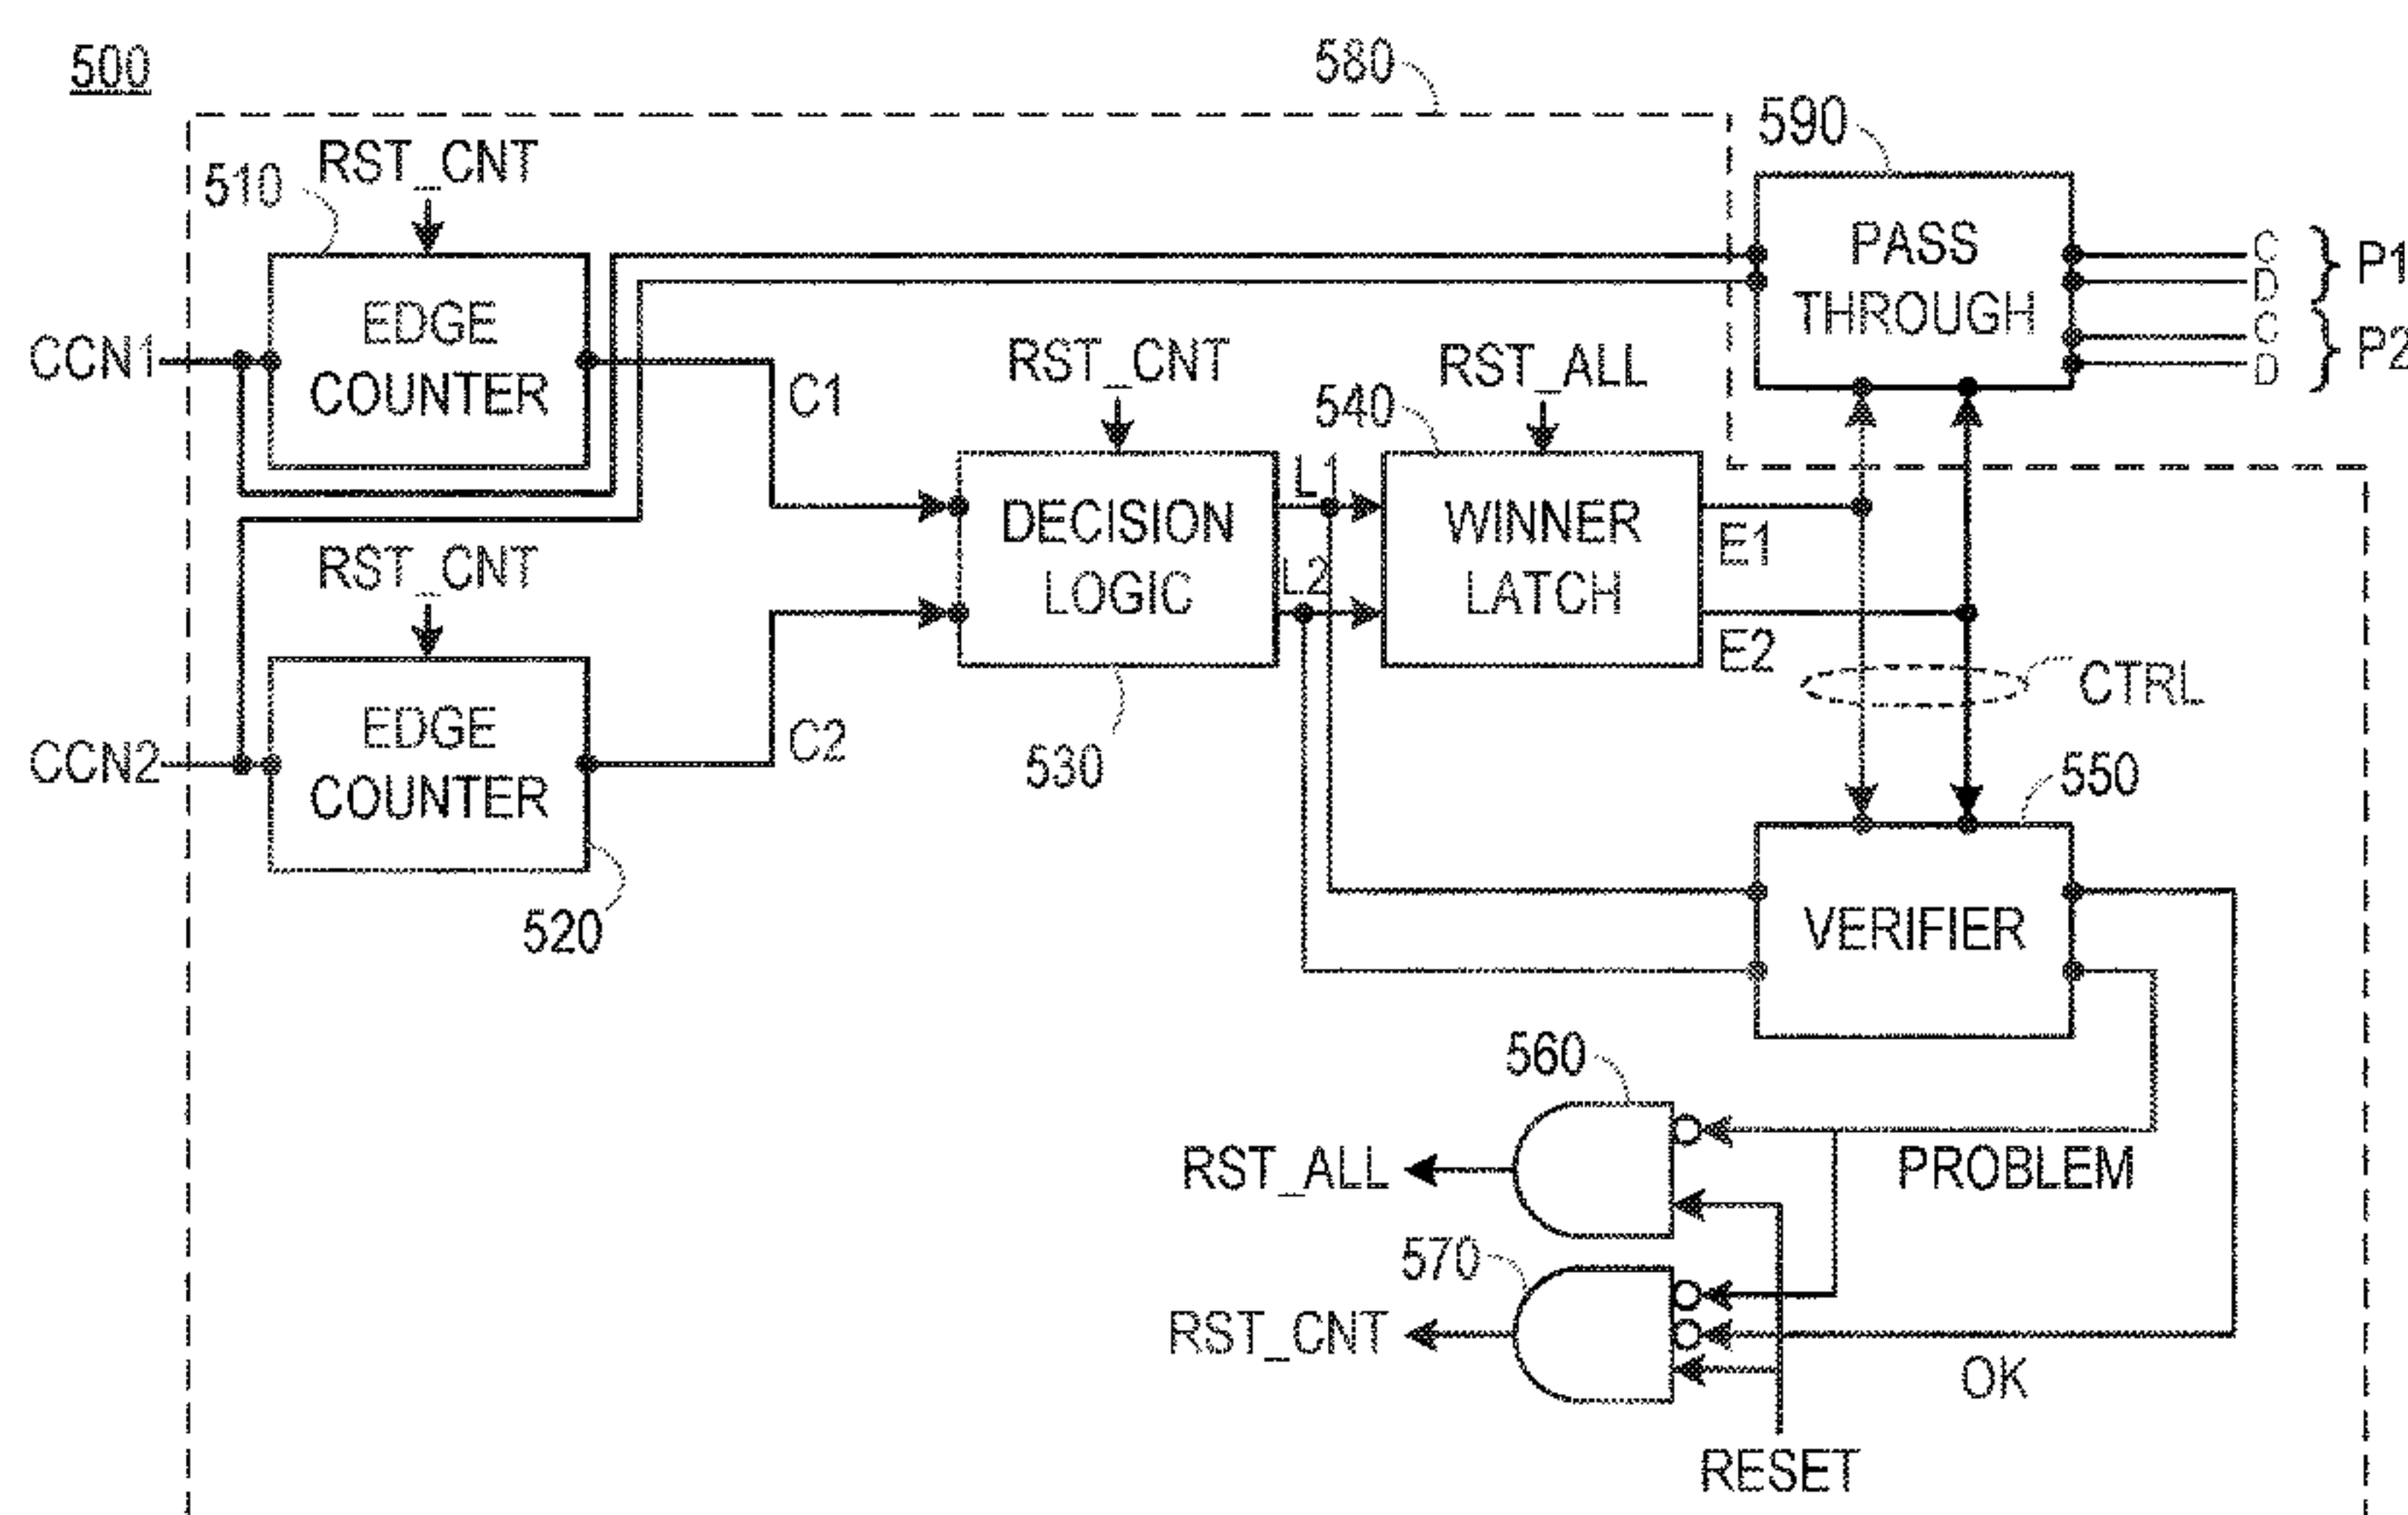 500
580
590
510
RST_CNT
PASS
THROUGH
C
D
} P1
C
D
} P2
EDGE
COUNTER
CCN1
C1
RST_CNT
RST_ALL
540
DECISION
LOGIC
L1
L2
WINNER
LATCH
E1
E2
530
CTRL
RST_CNT
EDGE
COUNTER
CCN2
C2
520
550
VERIFIER
560
RST_ALL
PROBLEM
570
RST_CNT
OK
RESET